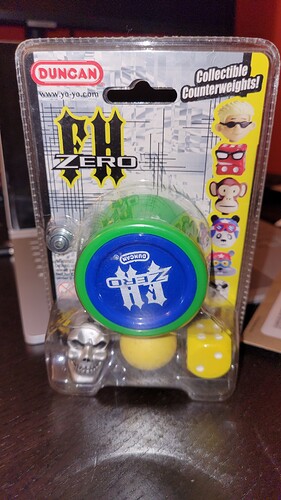 DUNCAN
www.yo-yo.com
Collectible
Counterweights!
FH
ZERO
DUNCAN
FH
ZERO